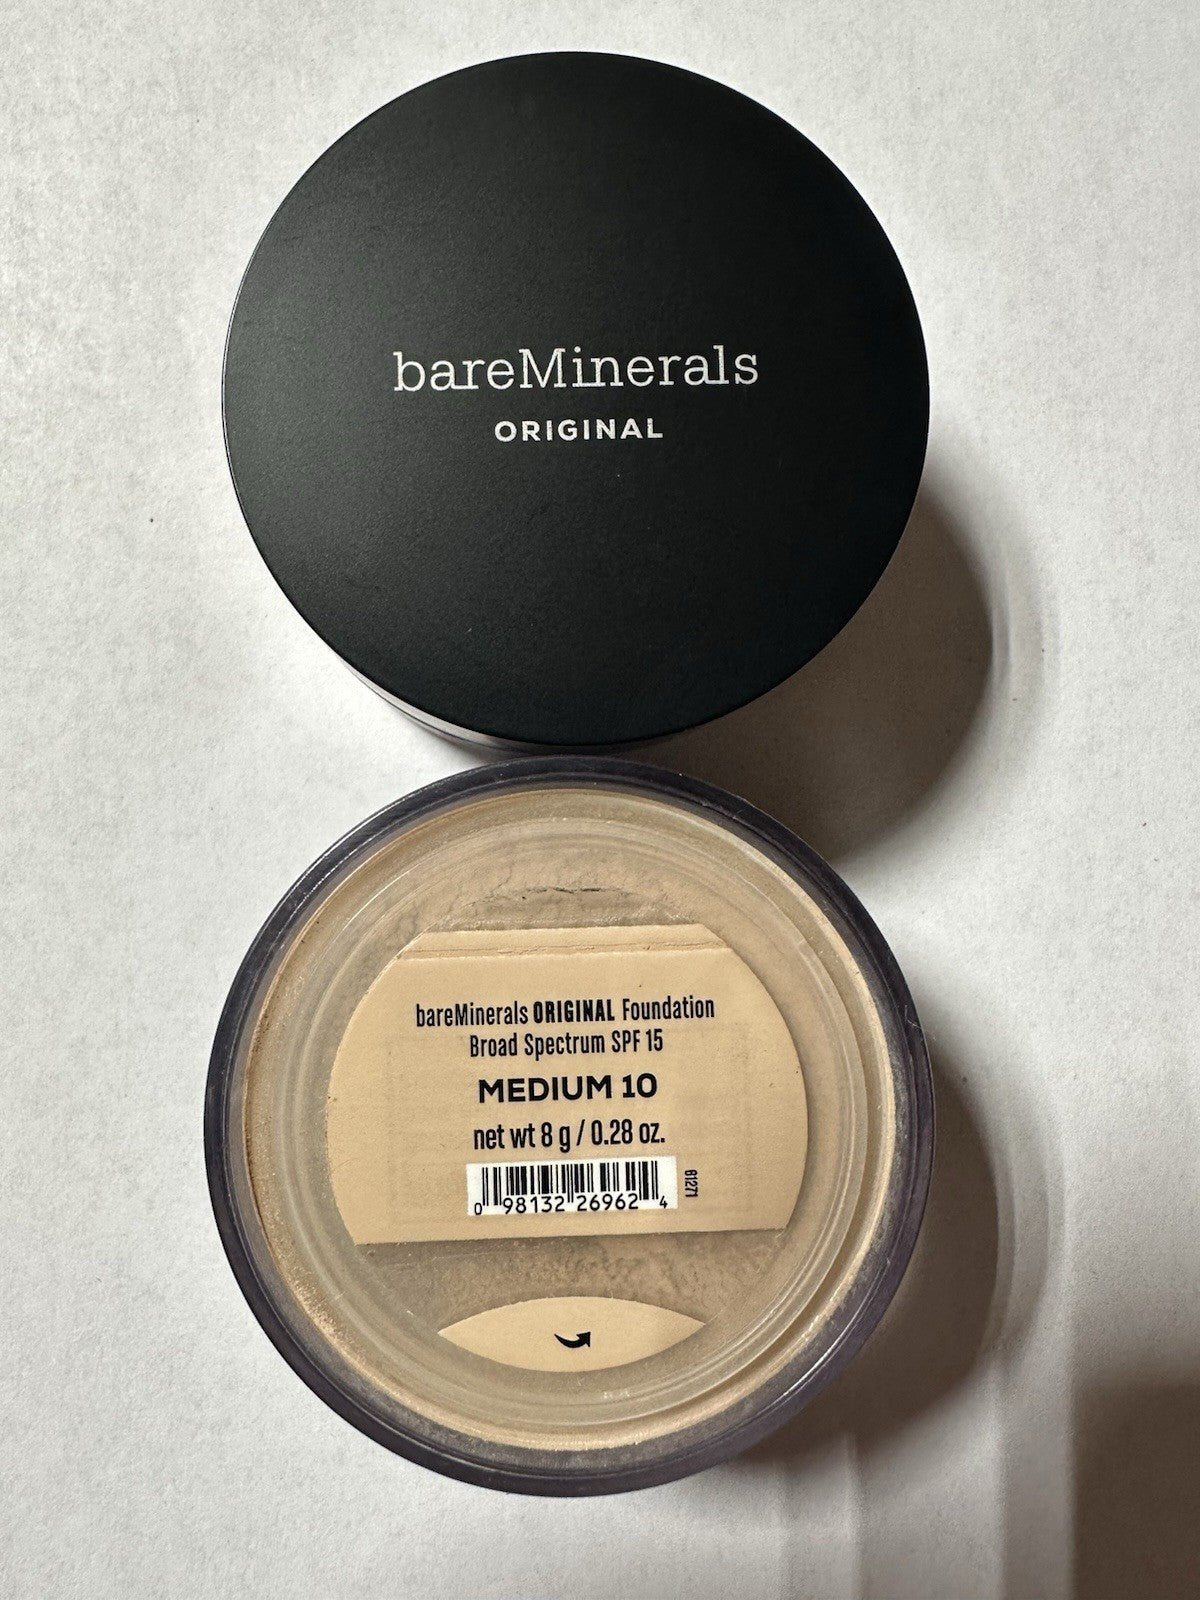 bareMinerals
ORIGINAL
bareMinerals ORIGINAL Foundation
Broad Spectrum SPF 15
MEDIUM 10
net wt 8 g / 0.28 oz.
81271
0 98132 26962 4